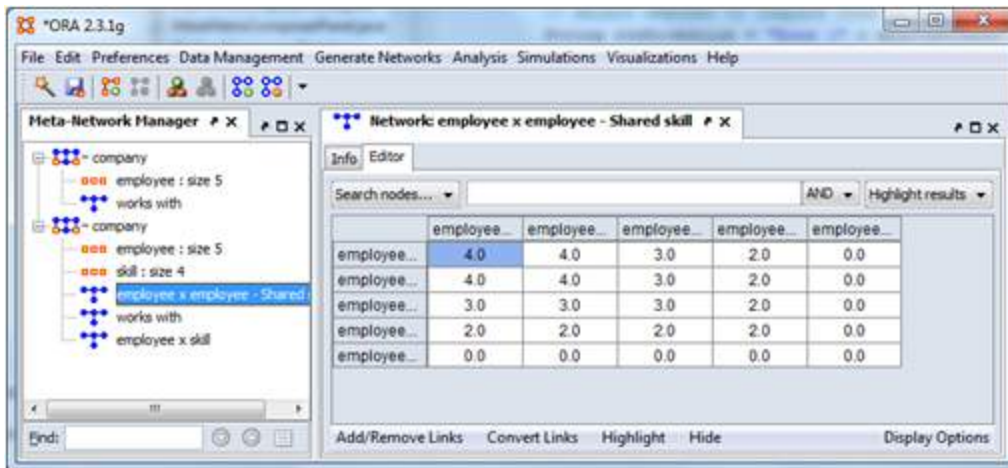 *ORA 2.3.1g
File Edit Preferences Data Management Generate Networks Analysis Simulations Visualizations Help
Meta-Network Manager
company
employee : size 5
works with
company
employee : size 5
skill : size 4
employee x employee - Shared
works with
employee x skill
Find:
Network: employee x employee - Shared skill
Info Editor
Search nodes... AND Highlight results
employee... employee... employee... employee... employee...
employee... 4.0 4.0 3.0 2.0 0.0
employee... 4.0 4.0 3.0 2.0 0.0
employee... 3.0 3.0 3.0 2.0 0.0
employee... 2.0 2.0 2.0 2.0 0.0
employee... 0.0 0.0 0.0 0.0 0.0
Add/Remove Links Convert Links Highlight Hide Display Options